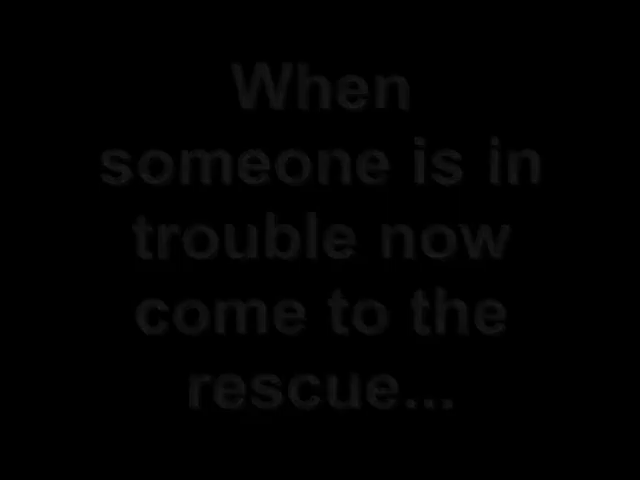 When
someone is in
trouble now
come to the
rescue...